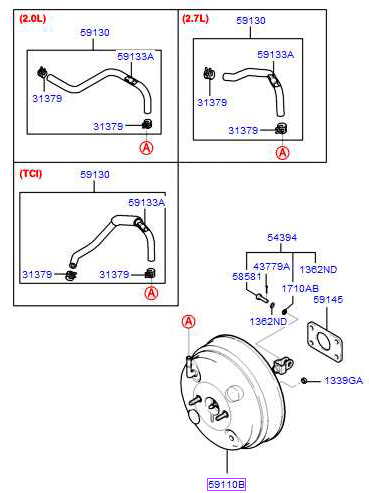 (2.0L)
59130
59133A
31379
31379
A
(2.7L)
59130
59133A
31379
31379
A
(TCI)
59130
59133A
31379
31379
A
54394
43779A
1362ND
58581
1710AB
59145
1362ND
A
1339GA
59110B